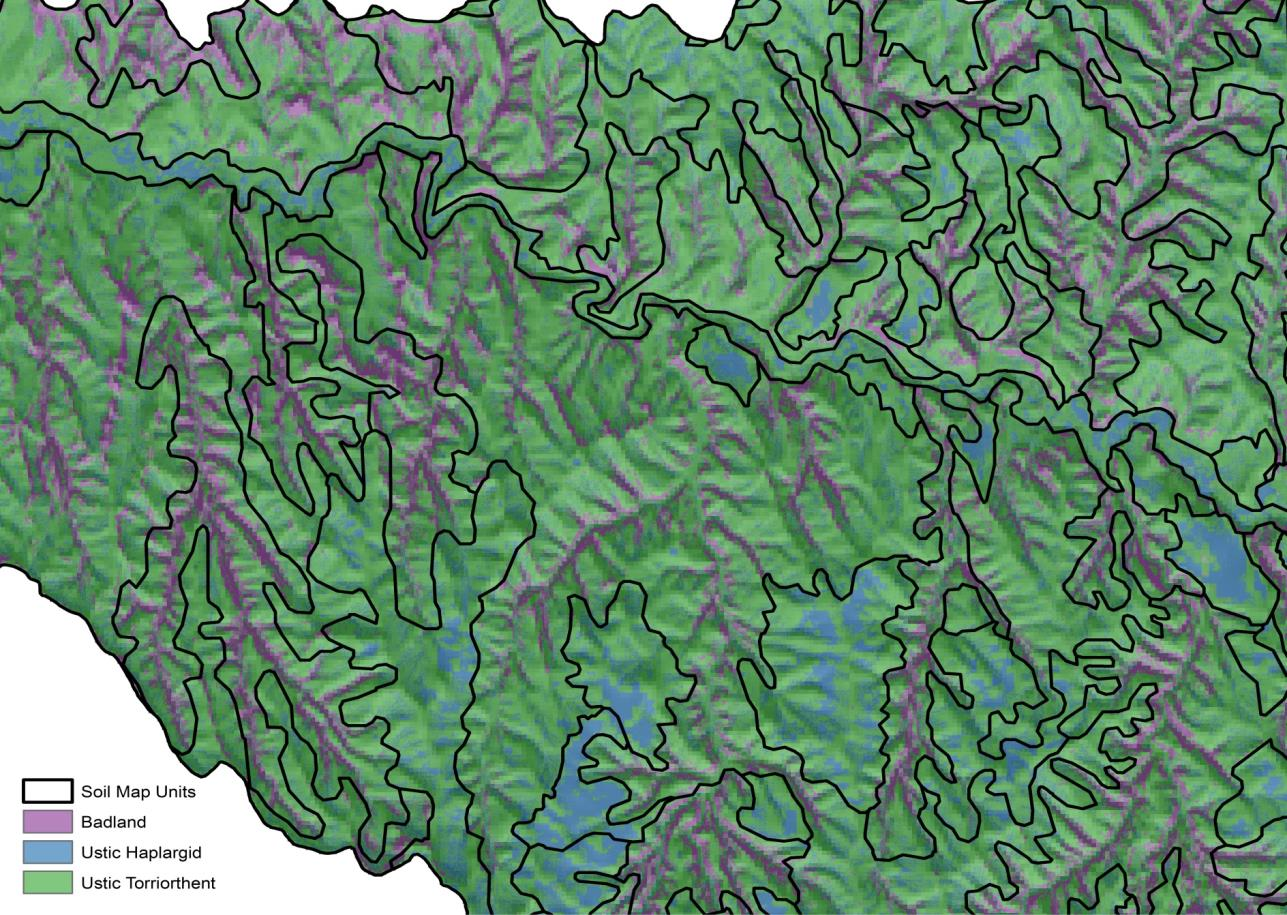 Soil Map Units
Badland
Ustic Haplargid
Ustic Torriorthent